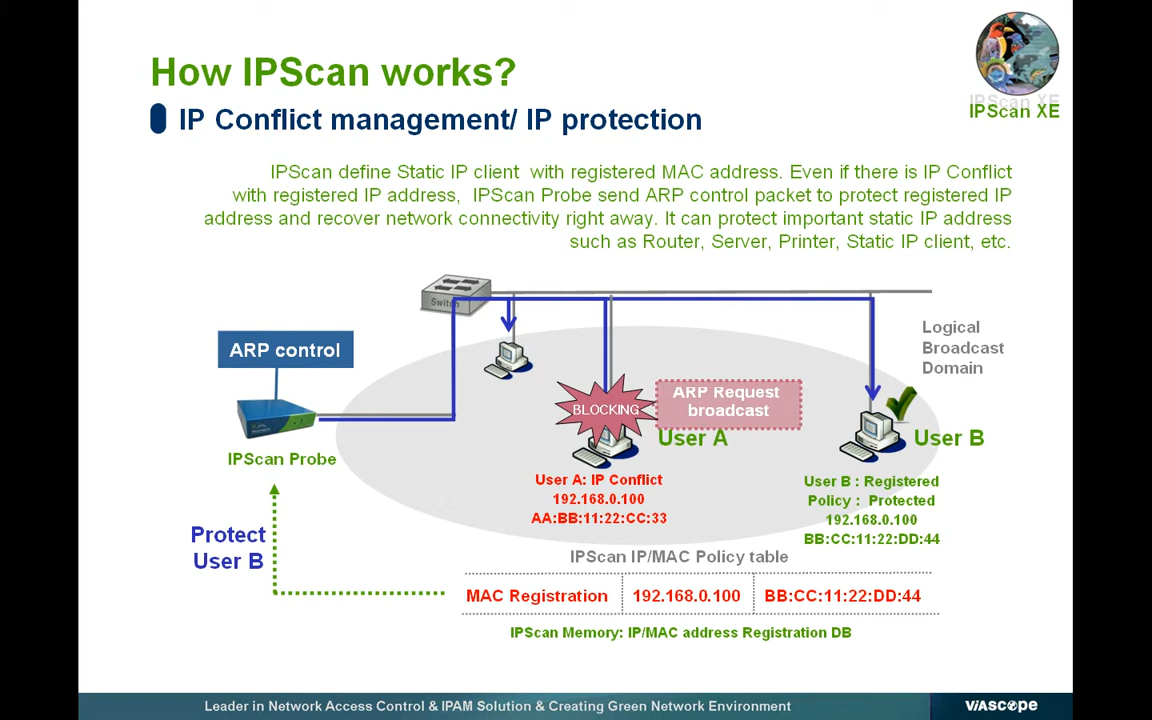 How IPScan works?
IPScan XE
IPScan XE
IP Conflict management/ IP protection
IPScan define Static IP client with registered MAC address. Even if there is IP Conflict
with registered IP address, IPScan Probe send ARP control packet to protect registered IP
address and recover network connectivity right away. It can protect important static IP address
such as Router, Server, Printer, Static IP client, etc.
Switch
ARP control
Logical
Broadcast
Domain
BLOCKING
ARP Request
broadcast
User A
User B
IPScan Probe
User A: IP Conflict
192.168.0.100
AA:BB:11:22:CC:33
User B : Registered
Policy : Protected
192.168.0.100
BB:CC:11:22:DD:44
Protect
User B
IPScan IP/MAC Policy table
MAC Registration 192.168.0.100 BB:CC:11:22:DD:44
IPScan Memory: IP/MAC address Registration DB
Leader in Network Access Control & IPAM Solution & Creating Green Network Environment
viascope